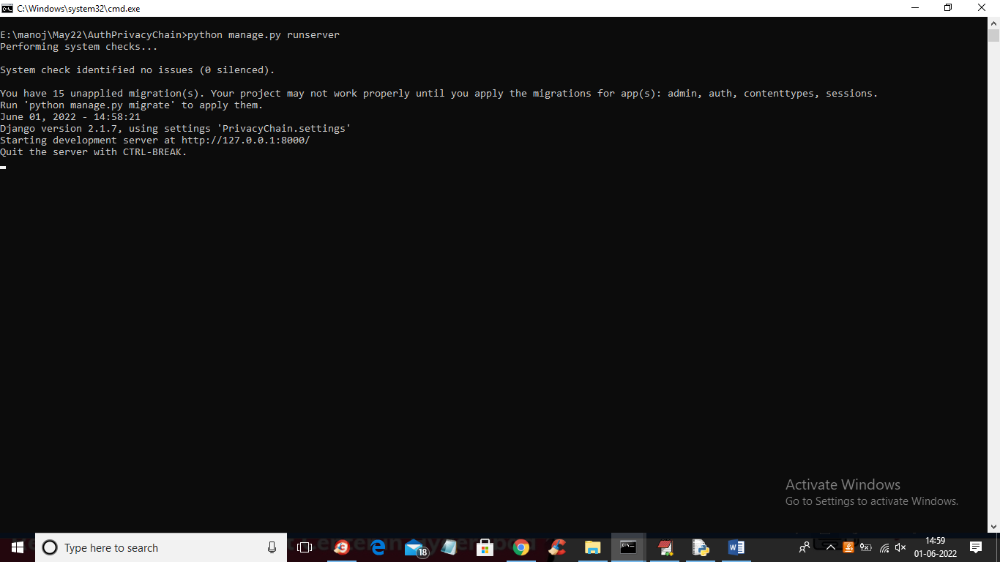 C:\Windows\system32\cmd.exe
E:\manoj\May22\AuthPrivacyChain>python manage.py runserver
Performing system checks...
System check identified no issues (0 silenced).
You have 15 unapplied migration(s). Your project may not work properly until you apply the migrations for app(s): admin, auth, contenttypes, sessions.
Run 'python manage.py migrate' to apply them.
June 01, 2022 - 14:58:21
Django version 2.1.7, using settings 'PrivacyChain.settings'
Starting development server at http://127.0.0.1:8000/
Quit the server with CTRL-BREAK.
Activate Windows
Go to Settings to activate Windows.
Type here to search
18
14:59
01-06-2022